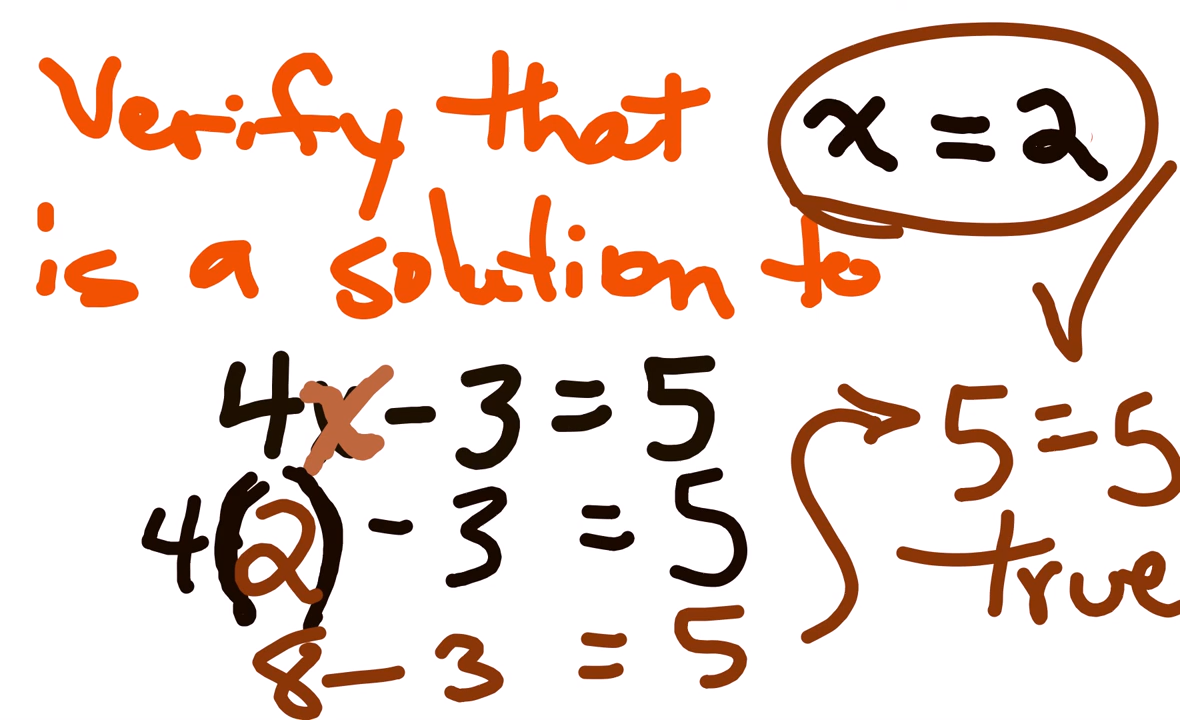 Verify that x = 2
is a solution to
4x - 3 = 5
4(2) - 3 = 5
8 - 3 = 5
5 = 5
true